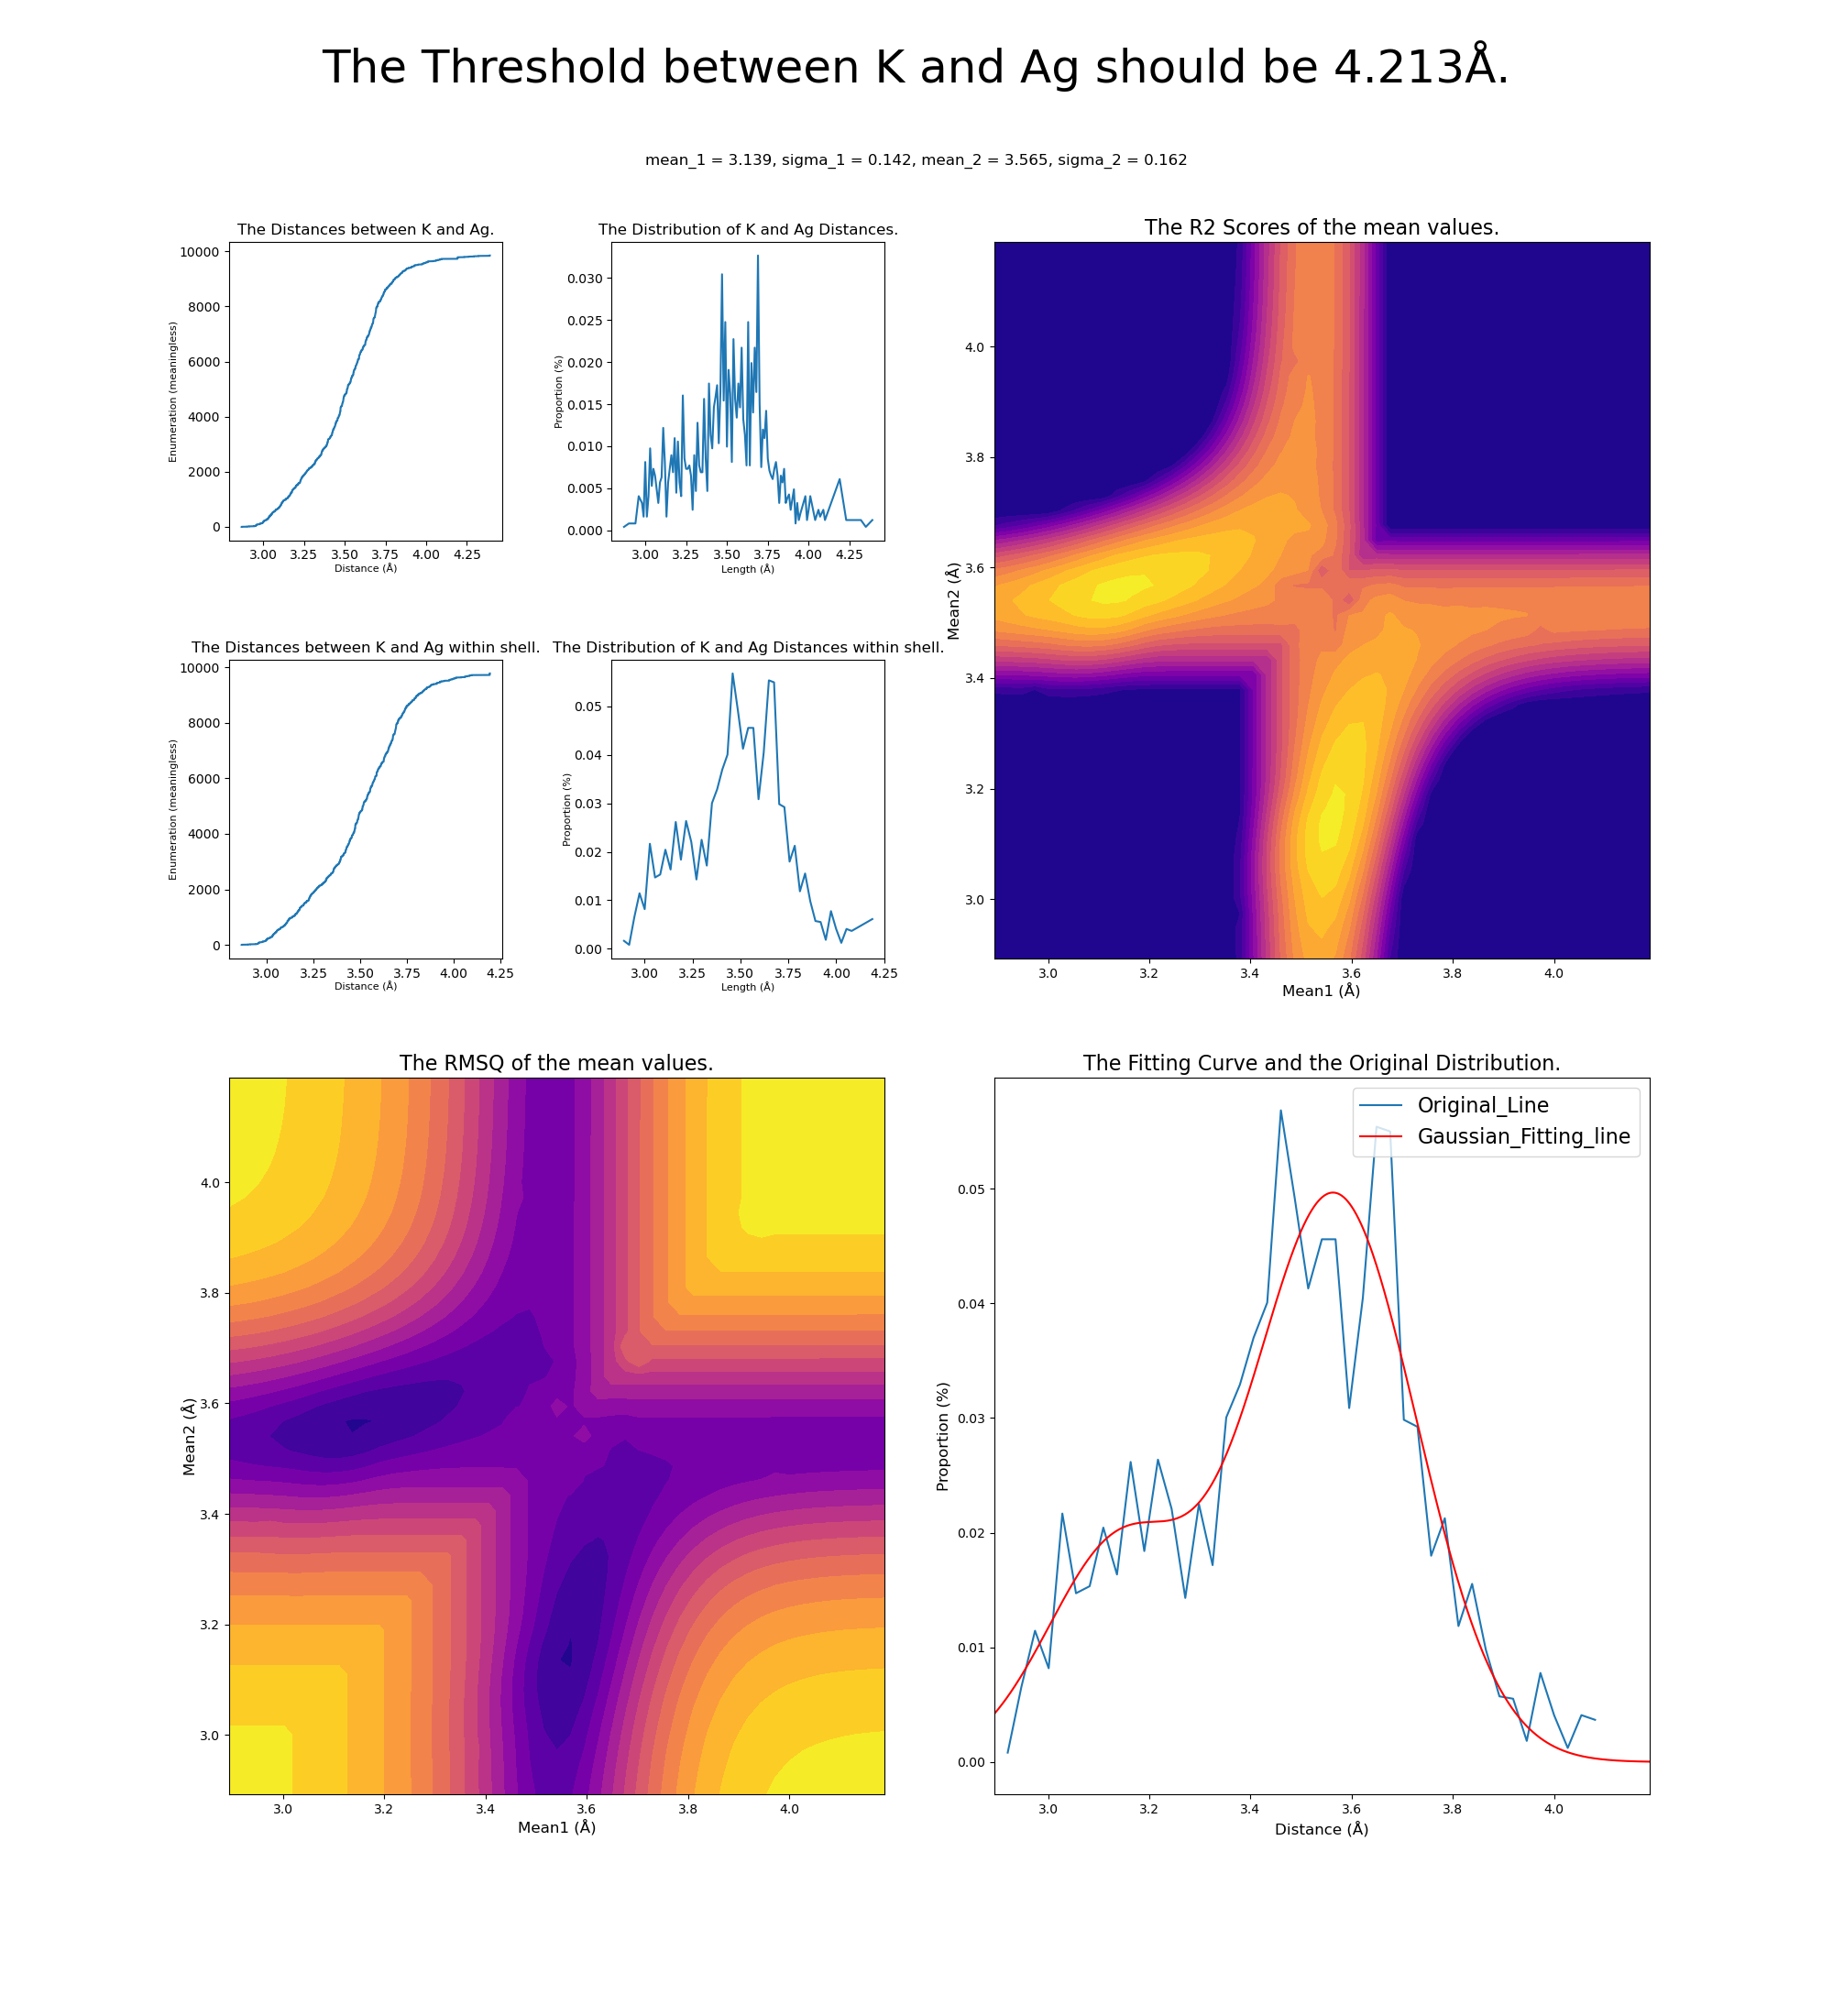 The Threshold between K and Ag should be 4.213Å.
mean_1 = 3.139, sigma_1 = 0.142, mean_2 = 3.565, sigma_2 = 0.162
The Distances between K and Ag.
10000
8000
6000
4000
2000
0
Enumeration (meaningless)
3.00 3.25 3.50 3.75 4.00 4.25
Distance (Å)
The Distribution of K and Ag Distances.
0.030
0.025
0.020
0.015
0.010
0.005
0.000
Proportion (%)
3.00 3.25 3.50 3.75 4.00 4.25
Length (Å)
The R2 Scores of the mean values.
4.0
3.8
3.6
3.4
3.2
3.0
Mean2 (Å)
3.0 3.2 3.4 3.6 3.8 4.0
Mean1 (Å)
The Distances between K and Ag within shell.
10000
8000
6000
4000
2000
0
Enumeration (meaningless)
3.00 3.25 3.50 3.75 4.00 4.25
Distance (Å)
The Distribution of K and Ag Distances within shell.
0.05
0.04
0.03
0.02
0.01
0.00
Proportion (%)
3.00 3.25 3.50 3.75 4.00 4.25
Length (Å)
The RMSQ of the mean values.
4.0
3.8
3.6
3.4
3.2
3.0
Mean2 (Å)
3.0 3.2 3.4 3.6 3.8 4.0
Mean1 (Å)
The Fitting Curve and the Original Distribution.
Original_Line
Gaussian_Fitting_line
0.05
0.04
0.03
0.02
0.01
0.00
Proportion (%)
3.0 3.2 3.4 3.6 3.8 4.0
Distance (Å)